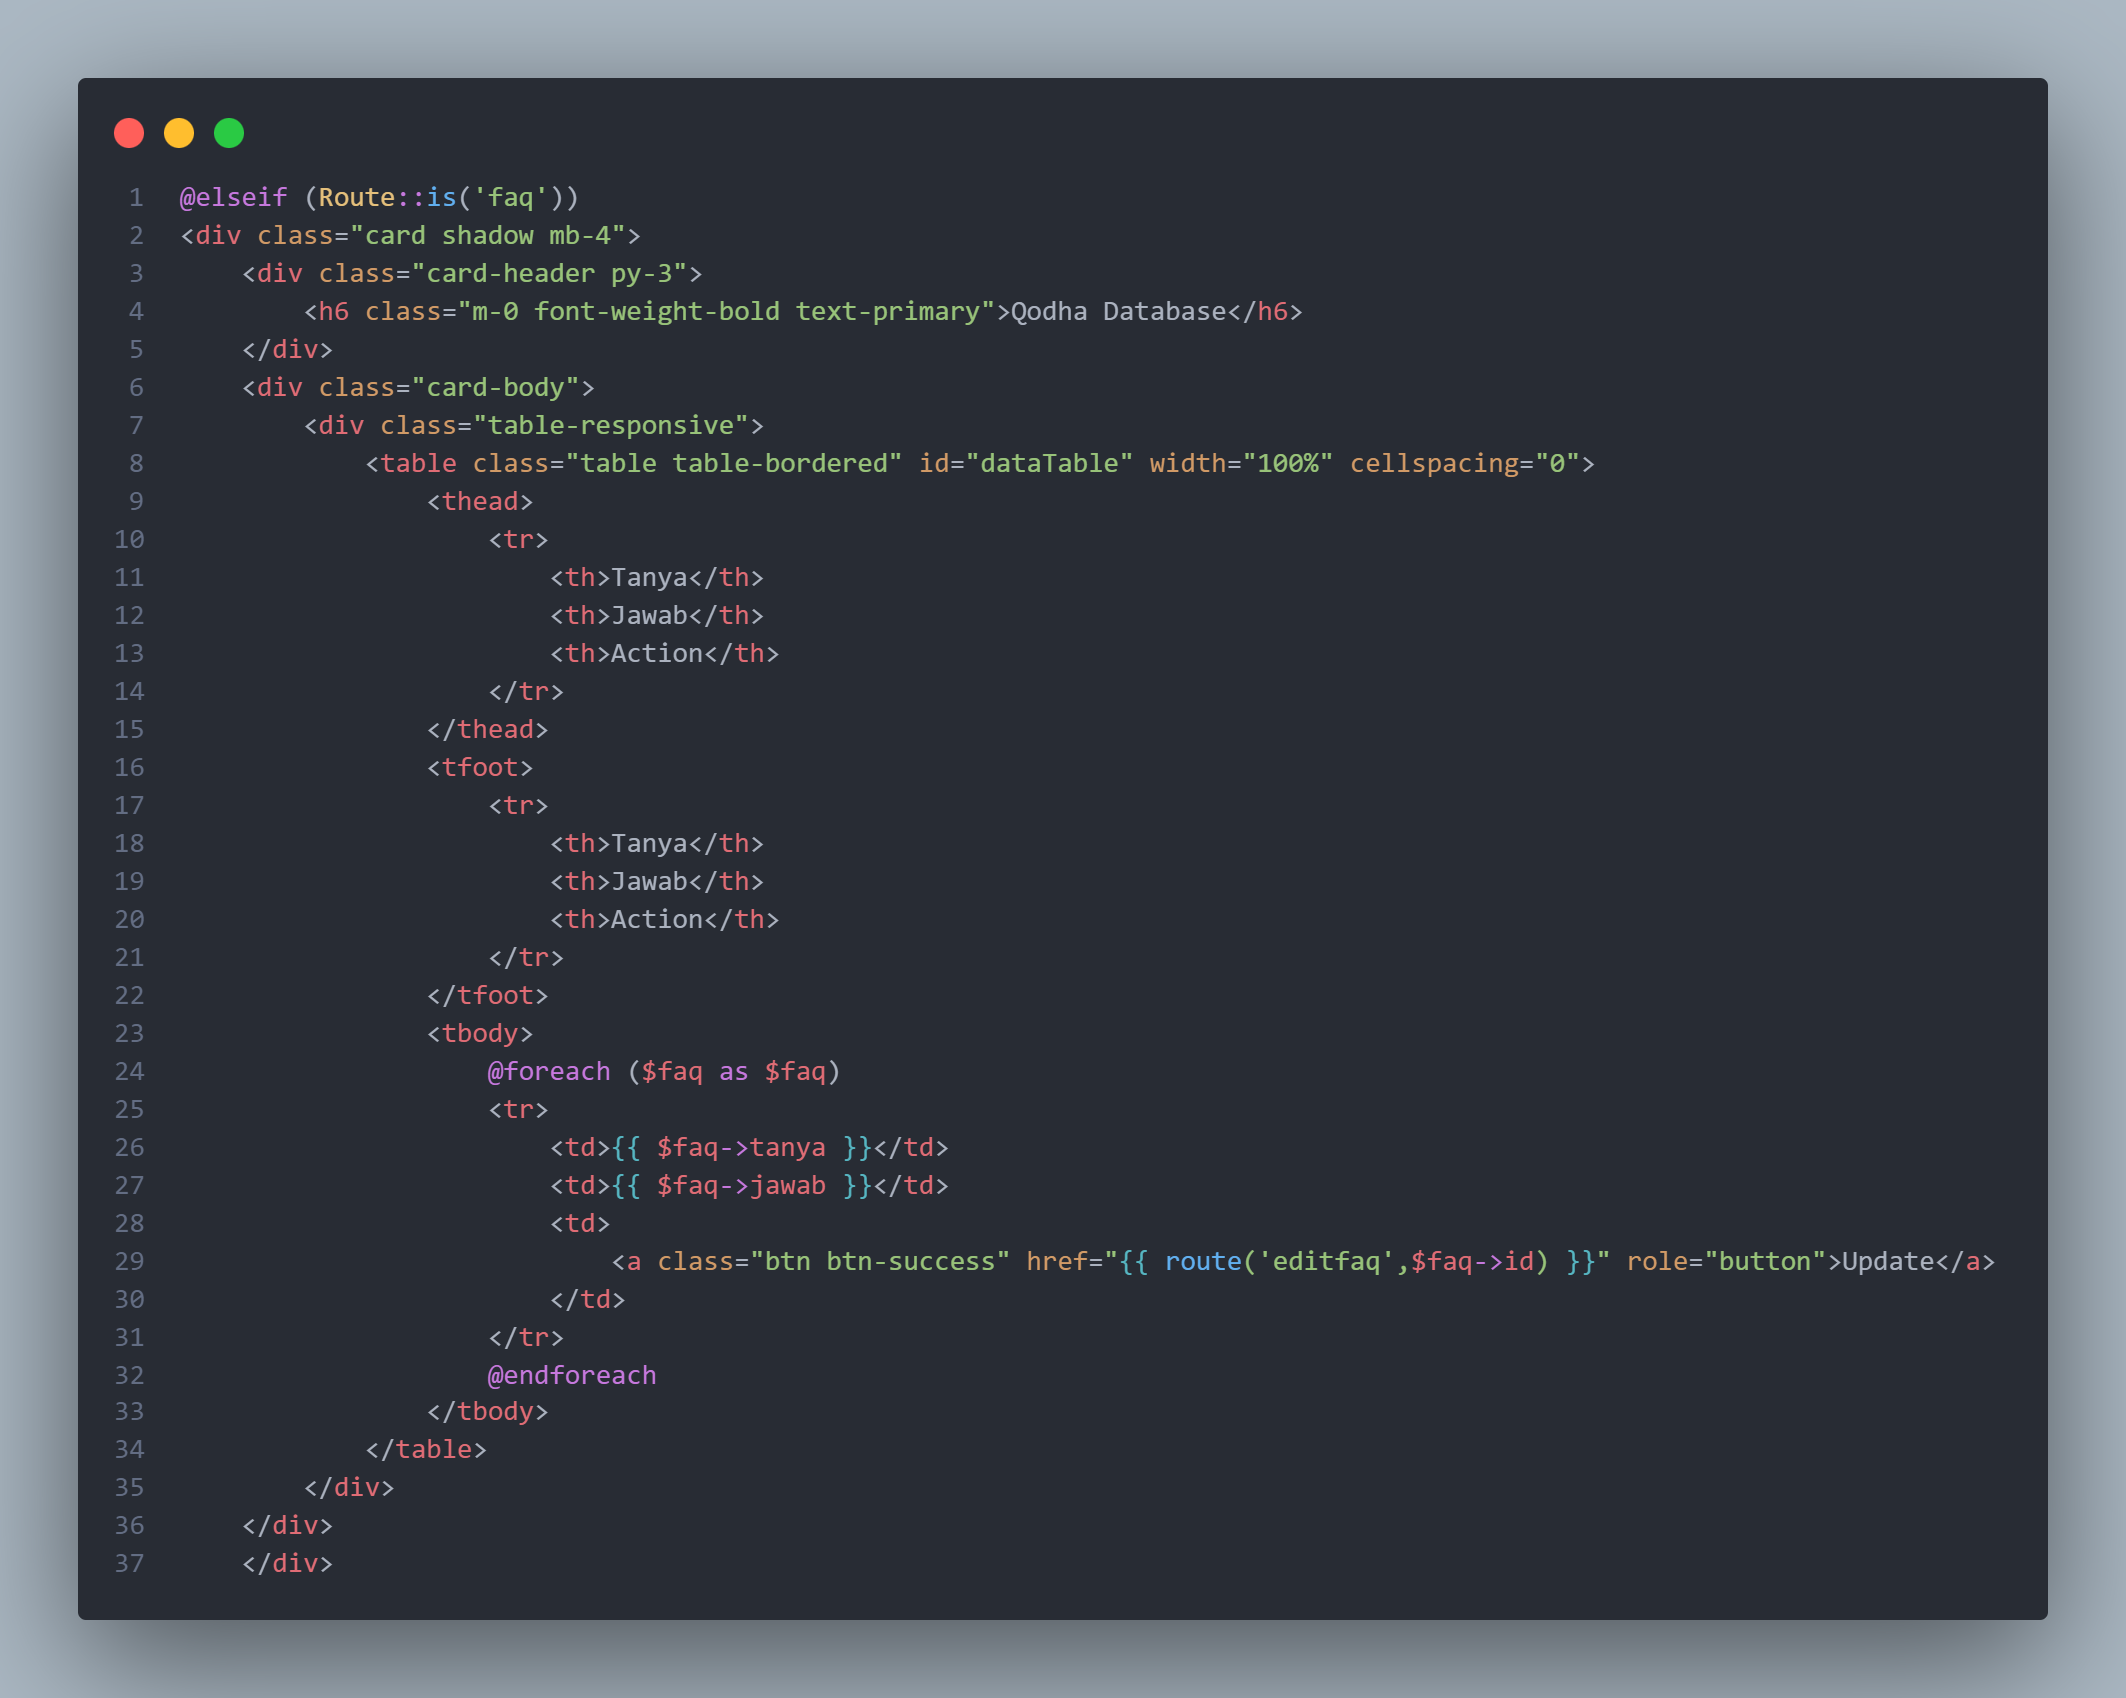 1 @elseif (Route::is('faq'))
2 <div class="card shadow mb-4">
3     <div class="card-header py-3">
4         <h6 class="m-0 font-weight-bold text-primary">Qodha Database</h6>
5     </div>
6     <div class="card-body">
7         <div class="table-responsive">
8             <table class="table table-bordered" id="dataTable" width="100%" cellspacing="0">
9                 <thead>
10                     <tr>
11                         <th>Tanya</th>
12                         <th>Jawab</th>
13                         <th>Action</th>
14                     </tr>
15                 </thead>
16                 <tfoot>
17                     <tr>
18                         <th>Tanya</th>
19                         <th>Jawab</th>
20                         <th>Action</th>
21                     </tr>
22                 </tfoot>
23                 <tbody>
24                     @foreach ($faq as $faq)
25                     <tr>
26                         <td>{{ $faq->tanya }}</td>
27                         <td>{{ $faq->jawab }}</td>
28                         <td>
29                             <a class="btn btn-success" href="{{ route('editfaq',$faq->id) }}" role="button">Update</a>
30                         </td>
31                     </tr>
32                     @endforeach
33                 </tbody>
34             </table>
35         </div>
36     </div>
37     </div>